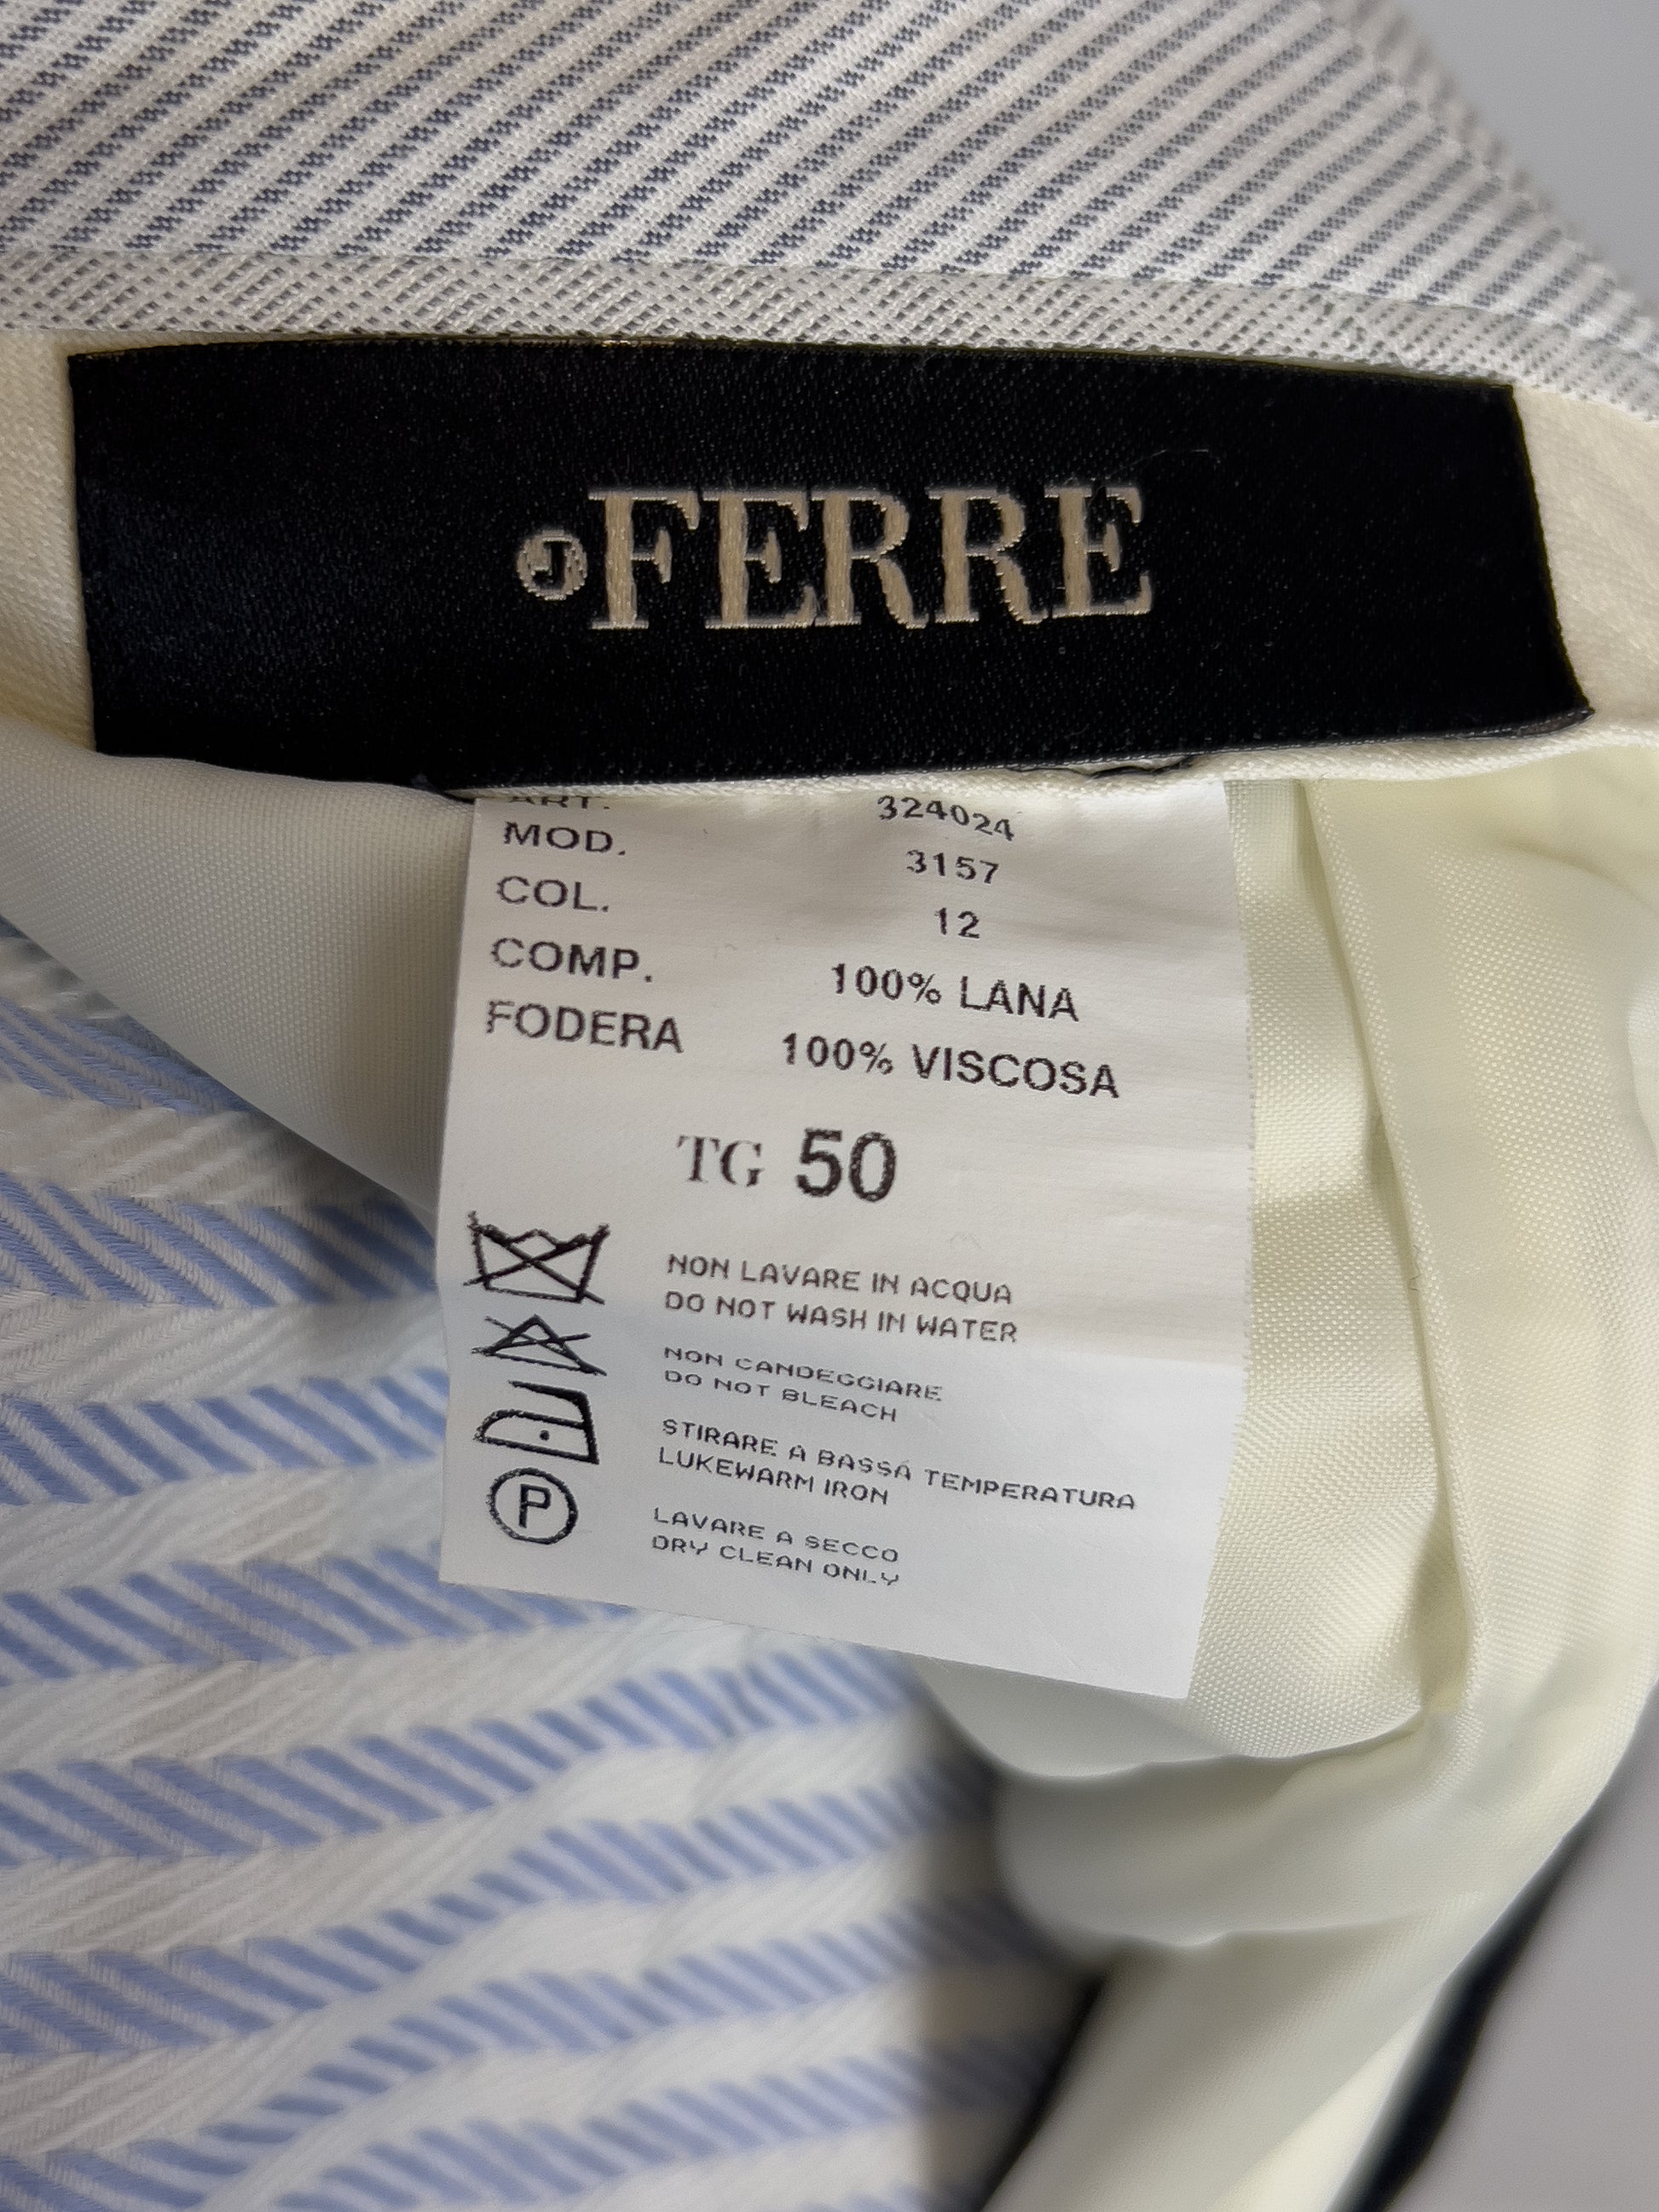 J FERRE
ART. 324024
MOD. 3157
COL. 12
COMP. 100% LANA
FODERA 100% VISCOSA
TG 50
NON LAVARE IN ACQUA
DO NOT WASH IN WATER
NON CANDEGGIARE
DO NOT BLEACH
STIRARE A BASSA TEMPERATURA
LUKEWARM IRON
P
LAVARE A SECCO
DRY CLEAN ONLY